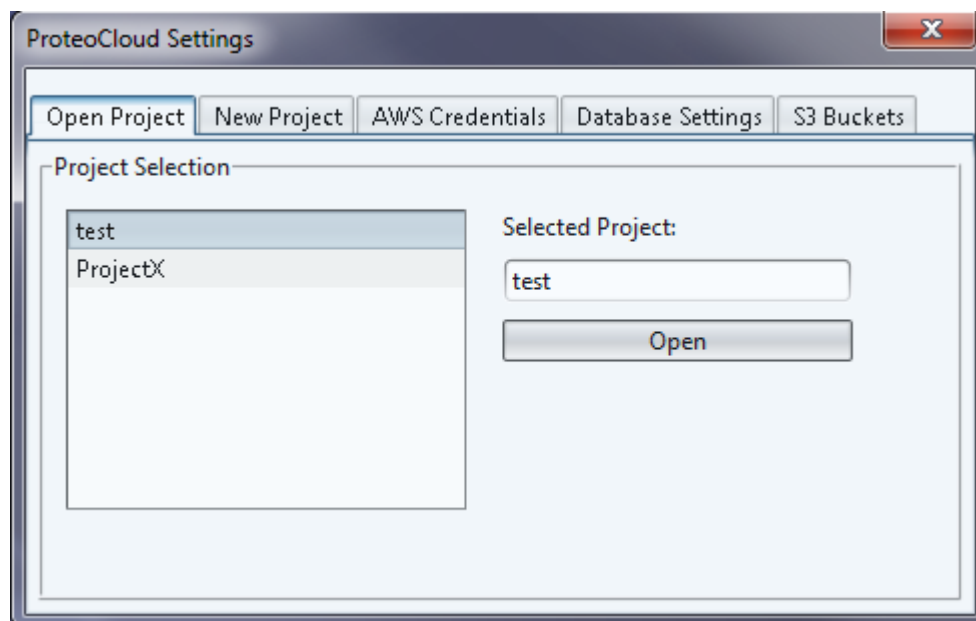 ProteoCloud Settings
x
Open Project New Project AWS Credentials Database Settings S3 Buckets
Project Selection
test
ProjectX
Selected Project:
test
Open